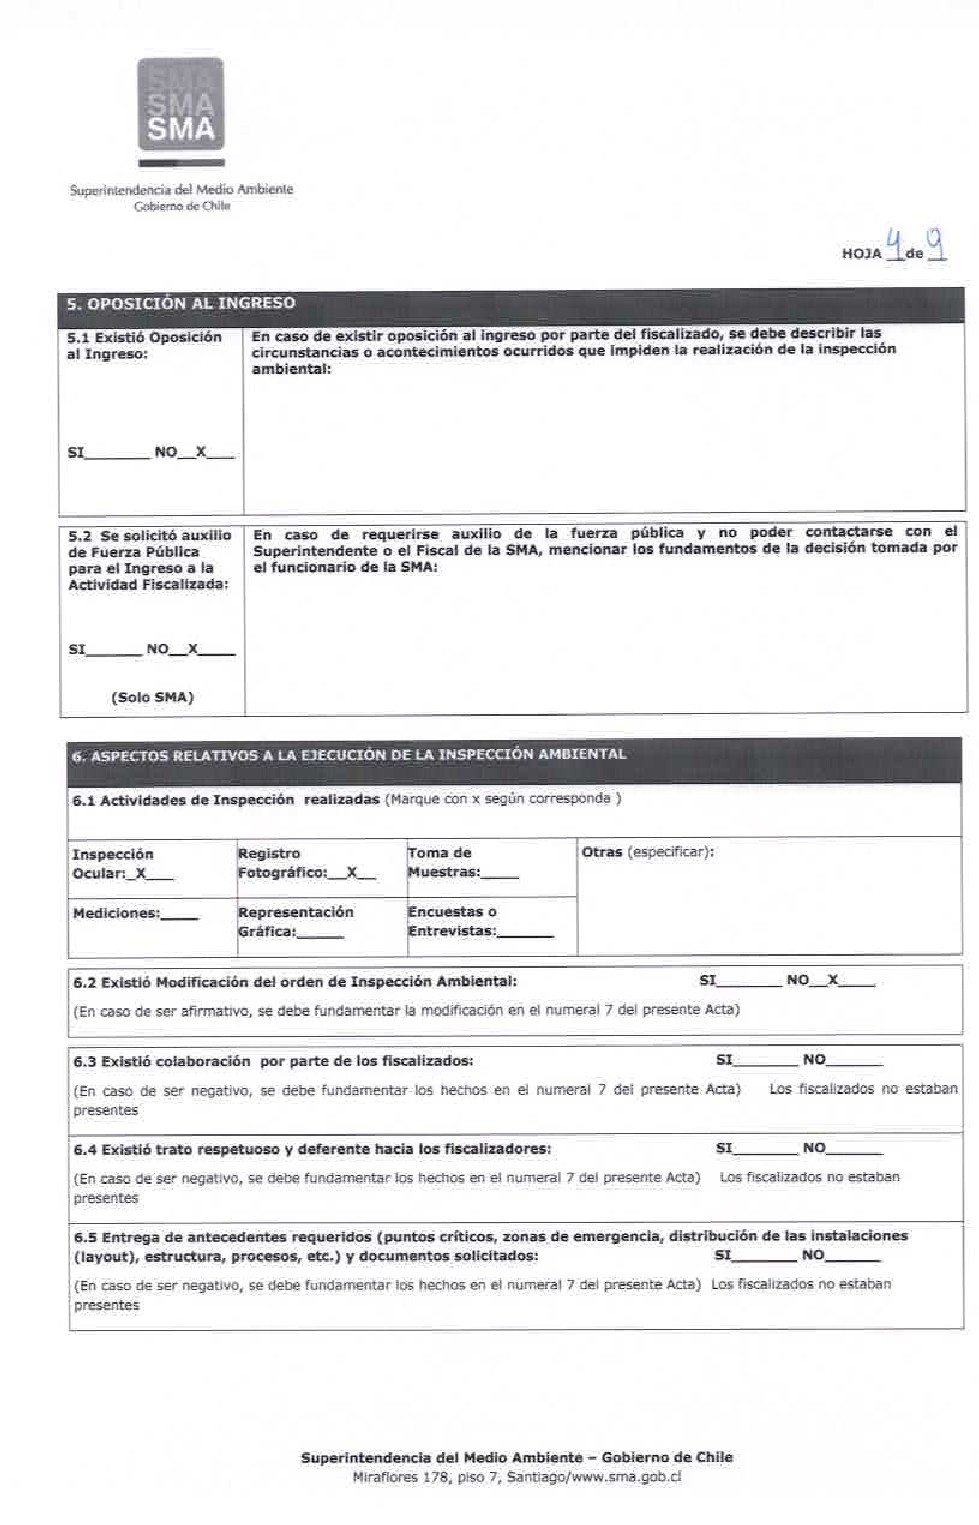 SMA
SMA
SMA
Superintendencia del Medio Ambiente
Gobierno de Chile
HOJA 4 de 9
5. OPOSICIÓN AL INGRESO
5.1 Existió Oposición
al Ingreso:
SI_______ NO__X___
En caso de existir oposición al ingreso por parte del fiscalizado, se debe describir las
circunstancias o acontecimientos ocurridos que impiden la realización de la inspección
ambiental:
5.2 Se solicitó auxilio
de Fuerza Pública
para el Ingreso a la
Actividad Fiscalizada:
SI______ NO__X____
(Solo SMA)
En caso de requerirse auxilio de la fuerza pública y no poder contactarse con el
Superintendente o el Fiscal de la SMA, mencionar los fundamentos de la decisión tomada por
el funcionario de la SMA:
6. ASPECTOS RELATIVOS A LA EJECUCIÓN DE LA INSPECCIÓN AMBIENTAL
6.1 Actividades de Inspección realizadas (Marque con x según corresponda )
Inspección
Ocular:_X___
Registro
Fotográfico:__X__
Toma de
Muestras:____
Otras (especificar):
Mediciones:____
Representación
Gráfica:_____
Encuestas o
Entrevistas:______
6.2 Existió Modificación del orden de Inspección Ambiental: SI_______ NO__X____
(En caso de ser afirmativo, se debe fundamentar la modificación en el numeral 7 del presente Acta)
6.3 Existió colaboración por parte de los fiscalizados: SI_______ NO______
(En caso de ser negativo, se debe fundamentar los hechos en el numeral 7 del presente Acta) Los fiscalizados no estaban
presentes
6.4 Existió trato respetuoso y deferente hacia los fiscalizadores: SI_______ NO______
(En caso de ser negativo, se debe fundamentar los hechos en el numeral 7 del presente Acta) Los fiscalizados no estaban
presentes
6.5 Entrega de antecedentes requeridos (puntos críticos, zonas de emergencia, distribución de las instalaciones
(layout), estructura, procesos, etc.) y documentos solicitados: SI_______ NO______
(En caso de ser negativo, se debe fundamentar los hechos en el numeral 7 del presente Acta) Los fiscalizados no estaban
presentes
Superintendencia del Medio Ambiente – Gobierno de Chile
Miraflores 178, piso 7, Santiago/www.sma.gob.cl